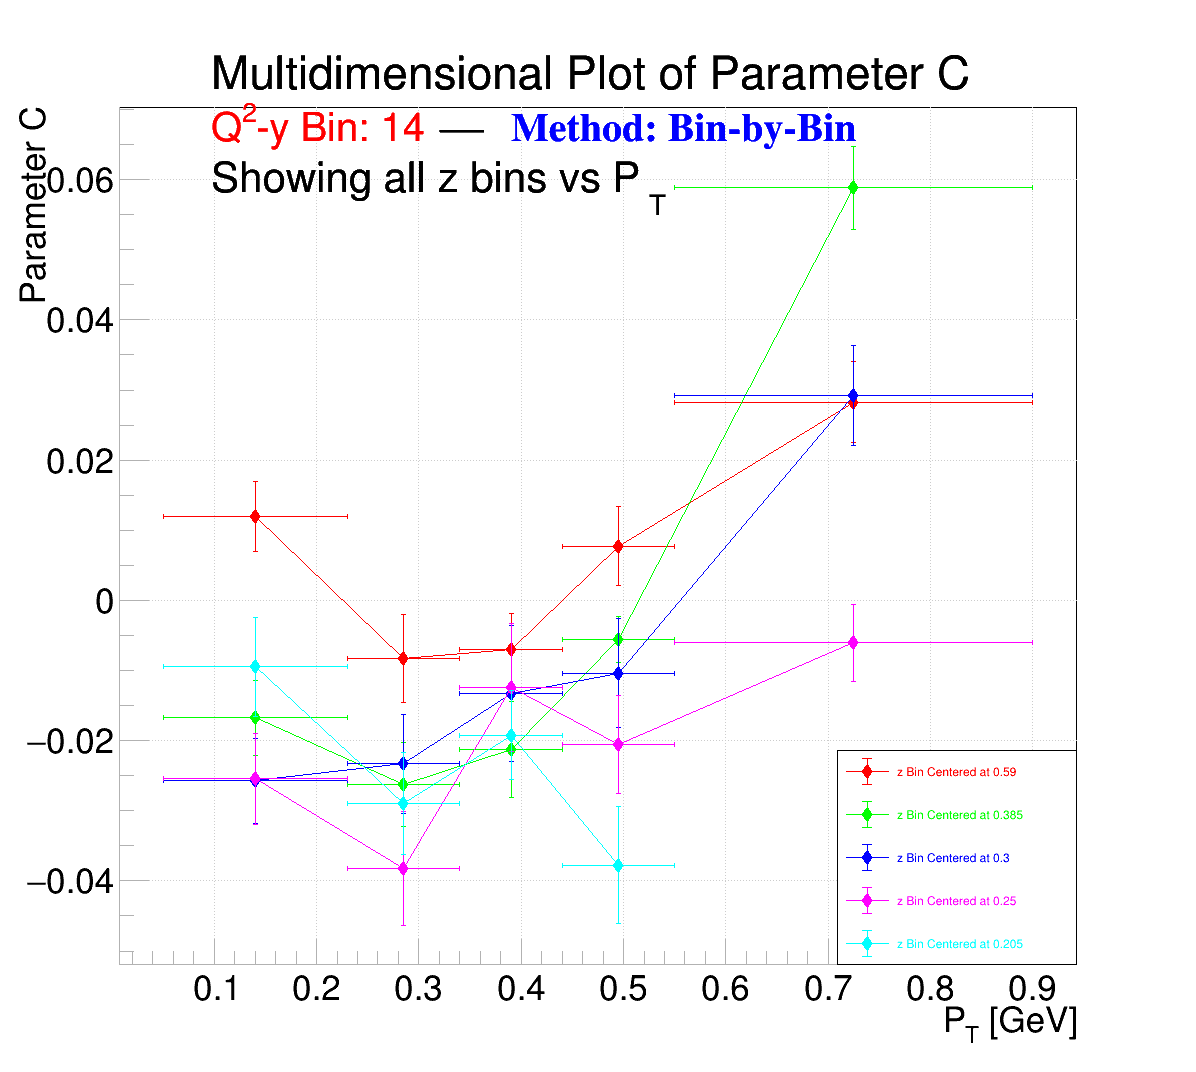 Multidimensional Plot of Parameter C
Q²-y Bin: 14 — Method: Bin-by-Bin
Showing all z bins vs P_T
Parameter C
0.06
0.04
0.02
0
−0.02
−0.04
z Bin Centered at 0.59
z Bin Centered at 0.385
z Bin Centered at 0.3
z Bin Centered at 0.25
z Bin Centered at 0.205
0.1 0.2 0.3 0.4 0.5 0.6 0.7 0.8 0.9
P_T [GeV]